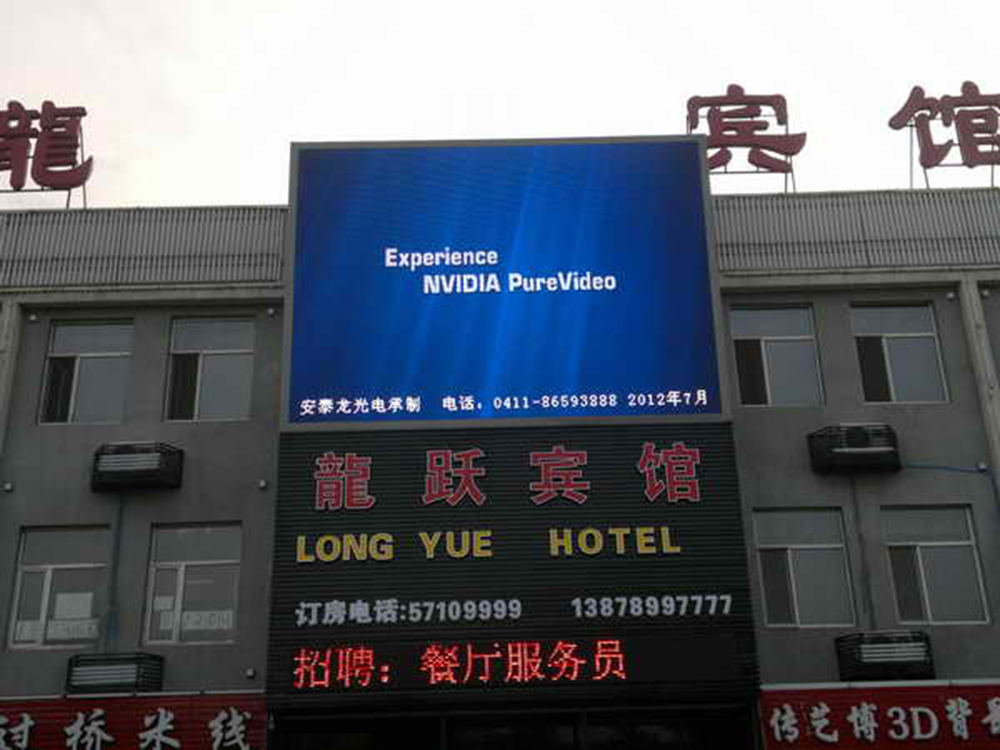 龍 宾馆
Experience
NVIDIA PureVideo
安泰龙光电承制 电话：0411-86593888 2012年7月
龍跃宾馆
LONG YUE HOTEL
订房电话:57109999 13878997777
招聘：餐厅服务员
过桥米线
传艺博3D背景